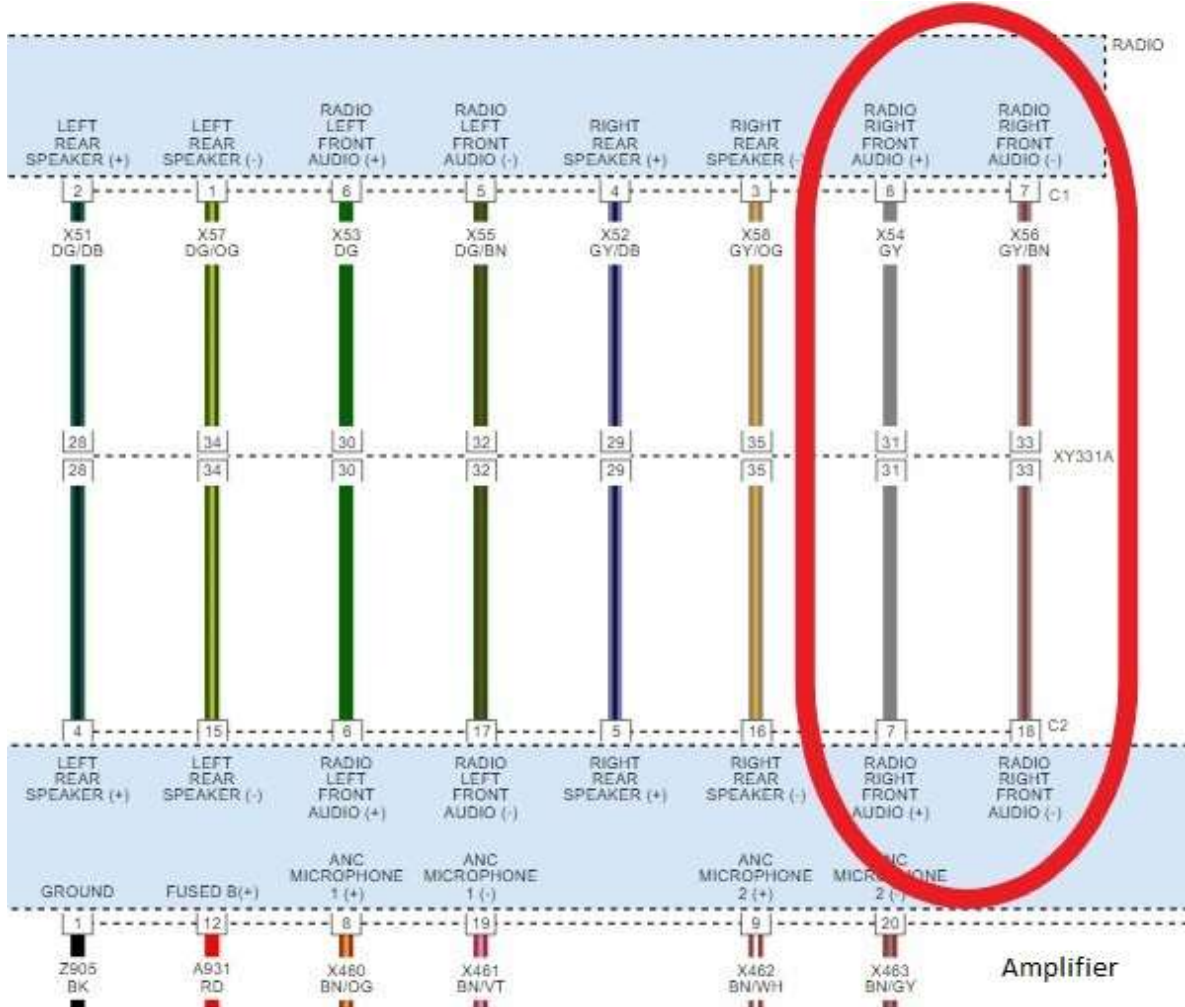 RADIO
LEFT
REAR
SPEAKER (+)
LEFT
REAR
SPEAKER (-)
RADIO
LEFT
FRONT
AUDIO (+)
RADIO
LEFT
FRONT
AUDIO (-)
RIGHT
REAR
SPEAKER (+)
RIGHT
REAR
SPEAKER (-)
RADIO
RIGHT
FRONT
AUDIO (+)
RADIO
RIGHT
FRONT
AUDIO (-)
2 1 6 5 4 3 8 7 C1
X51 X57 X53 X55 X52 X58 X54 X56
DG/DB DG/OG DG DG/BN GY/DB GY/OG GY GY/BN
28 34 30 32 29 35 31 33
XY331A
28 34 30 32 29 35 31 33
4 15 6 17 5 16 7 18 C2
LEFT
REAR
SPEAKER (+)
LEFT
REAR
SPEAKER (-)
RADIO
LEFT
FRONT
AUDIO (+)
RADIO
LEFT
FRONT
AUDIO (-)
RIGHT
REAR
SPEAKER (+)
RIGHT
REAR
SPEAKER (-)
RADIO
RIGHT
FRONT
AUDIO (+)
RADIO
RIGHT
FRONT
AUDIO (-)
GROUND
FUSED B(+)
ANC
MICROPHONE
1 (+)
ANC
MICROPHONE
1 (-)
ANC
MICROPHONE
2 (+)
ANC
MICROPHONE
2 (-)
1 12 8 19 9 20
Z905 A931 X460 X461 X462 X463
BK RD BN/OG BN/VT BN/WH BN/GY
Amplifier